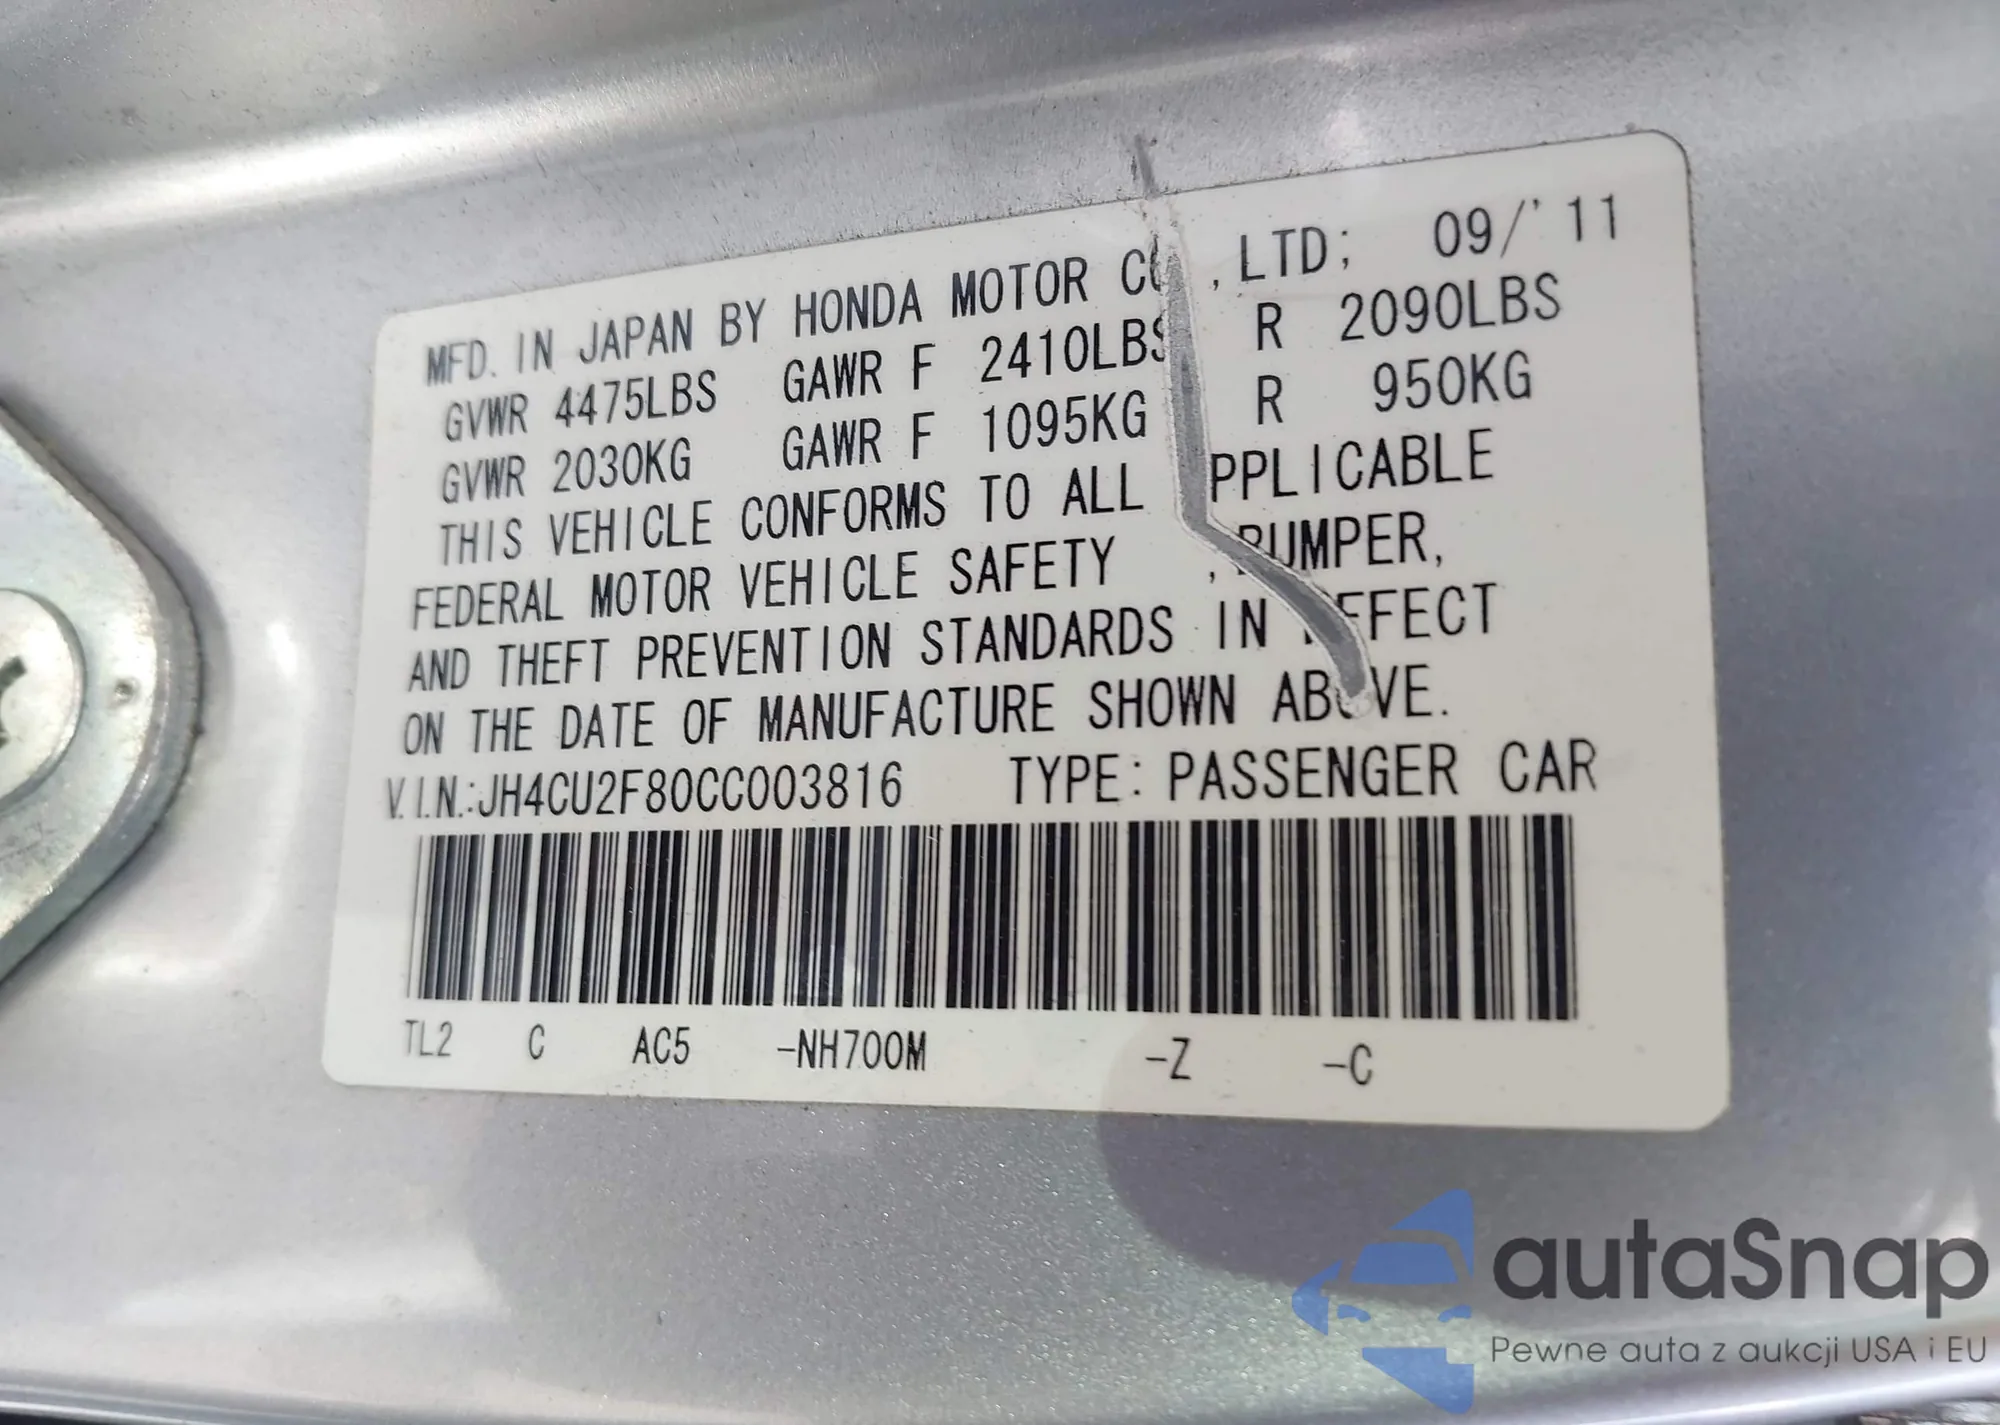 MFD. IN JAPAN BY HONDA MOTOR CO.,LTD; 09/'11
GVWR 4475LBS GAWR F 2410LBS R 2090LBS
GVWR 2030KG GAWR F 1095KG R 950KG
THIS VEHICLE CONFORMS TO ALL APPLICABLE
FEDERAL MOTOR VEHICLE SAFETY ,BUMPER,
AND THEFT PREVENTION STANDARDS IN EFFECT
ON THE DATE OF MANUFACTURE SHOWN ABOVE.
V.I.N.:JH4CU2F80CC003816 TYPE: PASSENGER CAR
TL2 C AC5 -NH700M -Z -C
autaSnap
Pewne auta z aukcji USA i EU